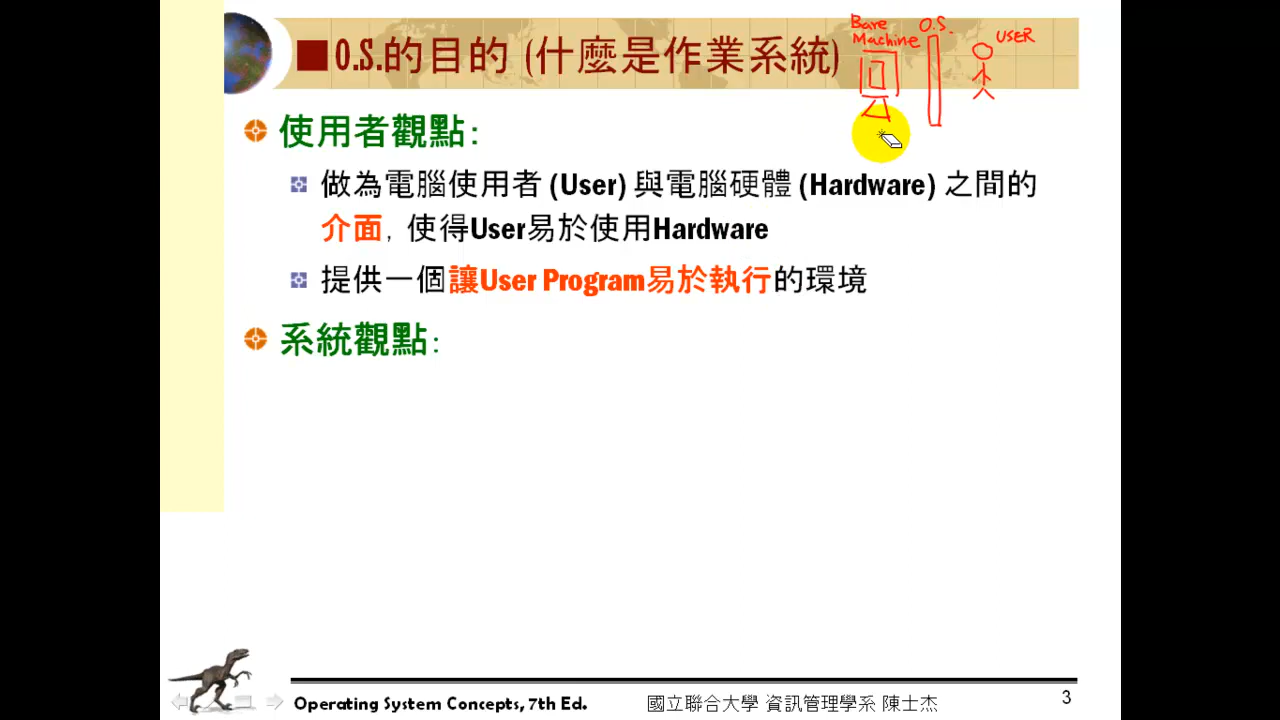 ■O.S.的目的 (什麼是作業系統)
Bare Machine
O.S.
USER
使用者觀點:
做為電腦使用者 (User) 與電腦硬體 (Hardware) 之間的
介面, 使得User易於使用Hardware
提供一個讓User Program易於執行的環境
系統觀點:
Operating System Concepts, 7th Ed.
國立聯合大學 資訊管理學系 陳士杰
3